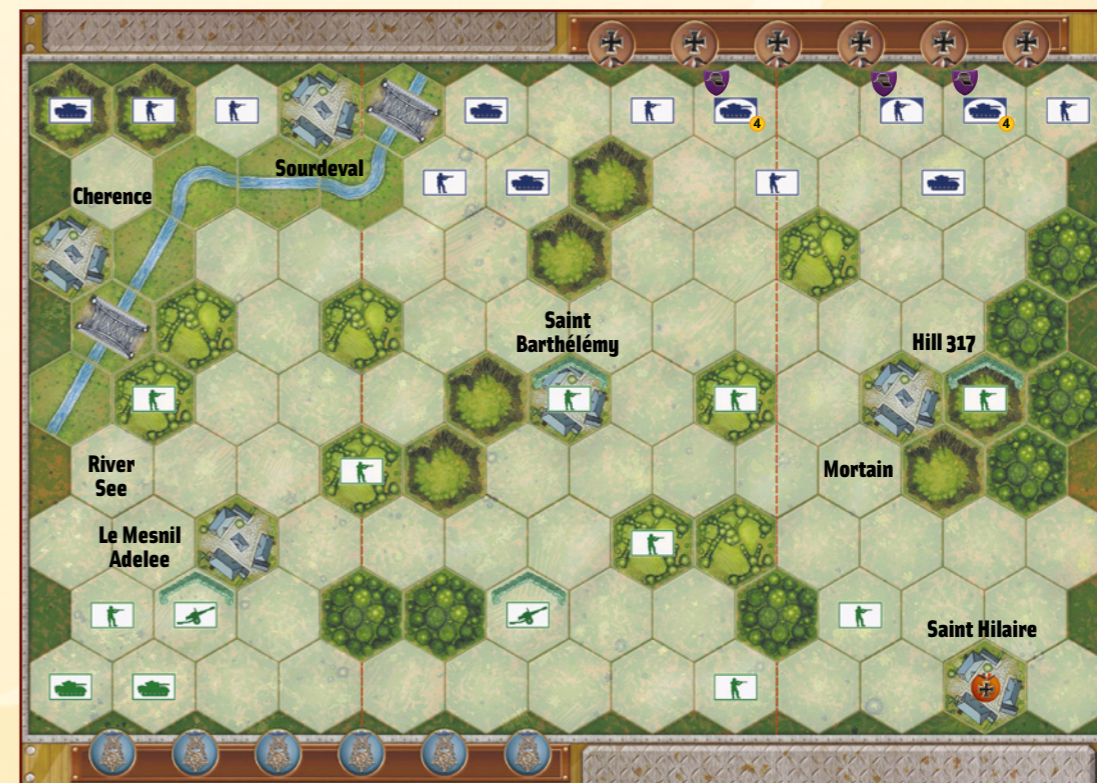 4
4
Sourdeval
Cherence
Saint
Barthélémy
Hill 317
River
See
Mortain
Le Mesnil
Adelee
Saint Hilaire